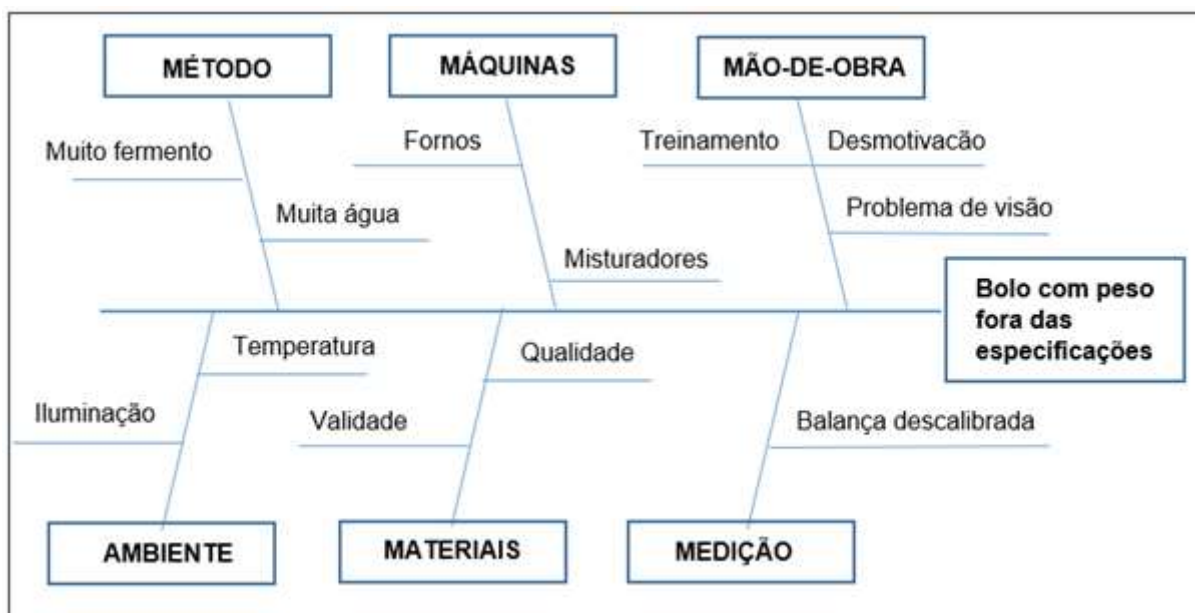 MÉTODO
MÁQUINAS
MÃO-DE-OBRA
Muito fermento
Fornos
Treinamento
Desmotivacão
Muita água
Problema de visão
Misturadores
Bolo com peso
fora das
especificações
Temperatura
Qualidade
Iluminação
Validade
Balança descalibrada
AMBIENTE
MATERIAIS
MEDIÇÃO